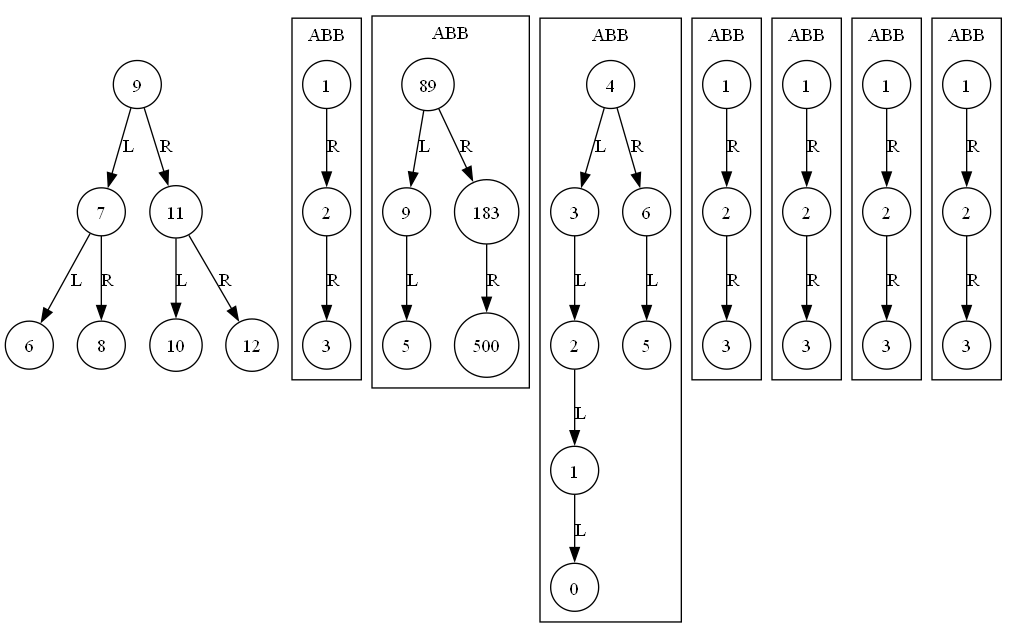 ABB ABB ABB ABB ABB ABB ABB
9 1 89 4 1 1 1 1
L R R L R L R R R R R
7 11 2 9 183 3 6 2 2 2 2
L R L R R L R L L R R R R
6 8 10 12 3 5 500 2 5 3 3 3 3
L
1
L
0